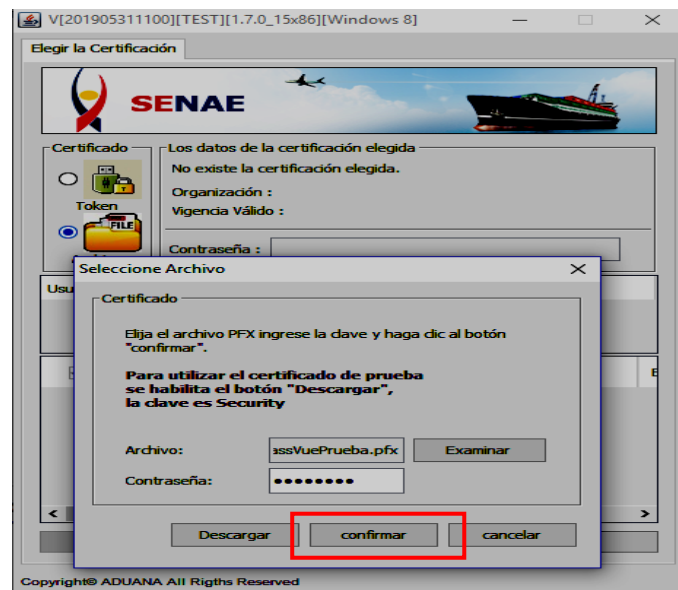 V[201905311100][TEST][1.7.0_15x86][Windows 8]
Elegir la Certificación
SENAE
Certificado
Los datos de la certificación elegida
No existe la certificación elegida.
Organización :
Token
Vigencia Válido :
FILE
Contraseña :
Seleccione Archivo
Usu
Certificado
Elija el archivo PFX ingrese la clave y haga clic al botón
"confirmar".
Para utilizar el certificado de prueba
se habilita el botón "Descargar",
la clave es Security
Archivo:
assVuePrueba.pfx
Examinar
Contraseña:
Descargar
confirmar
cancelar
Copyright© ADUANA All Rigths Reserved